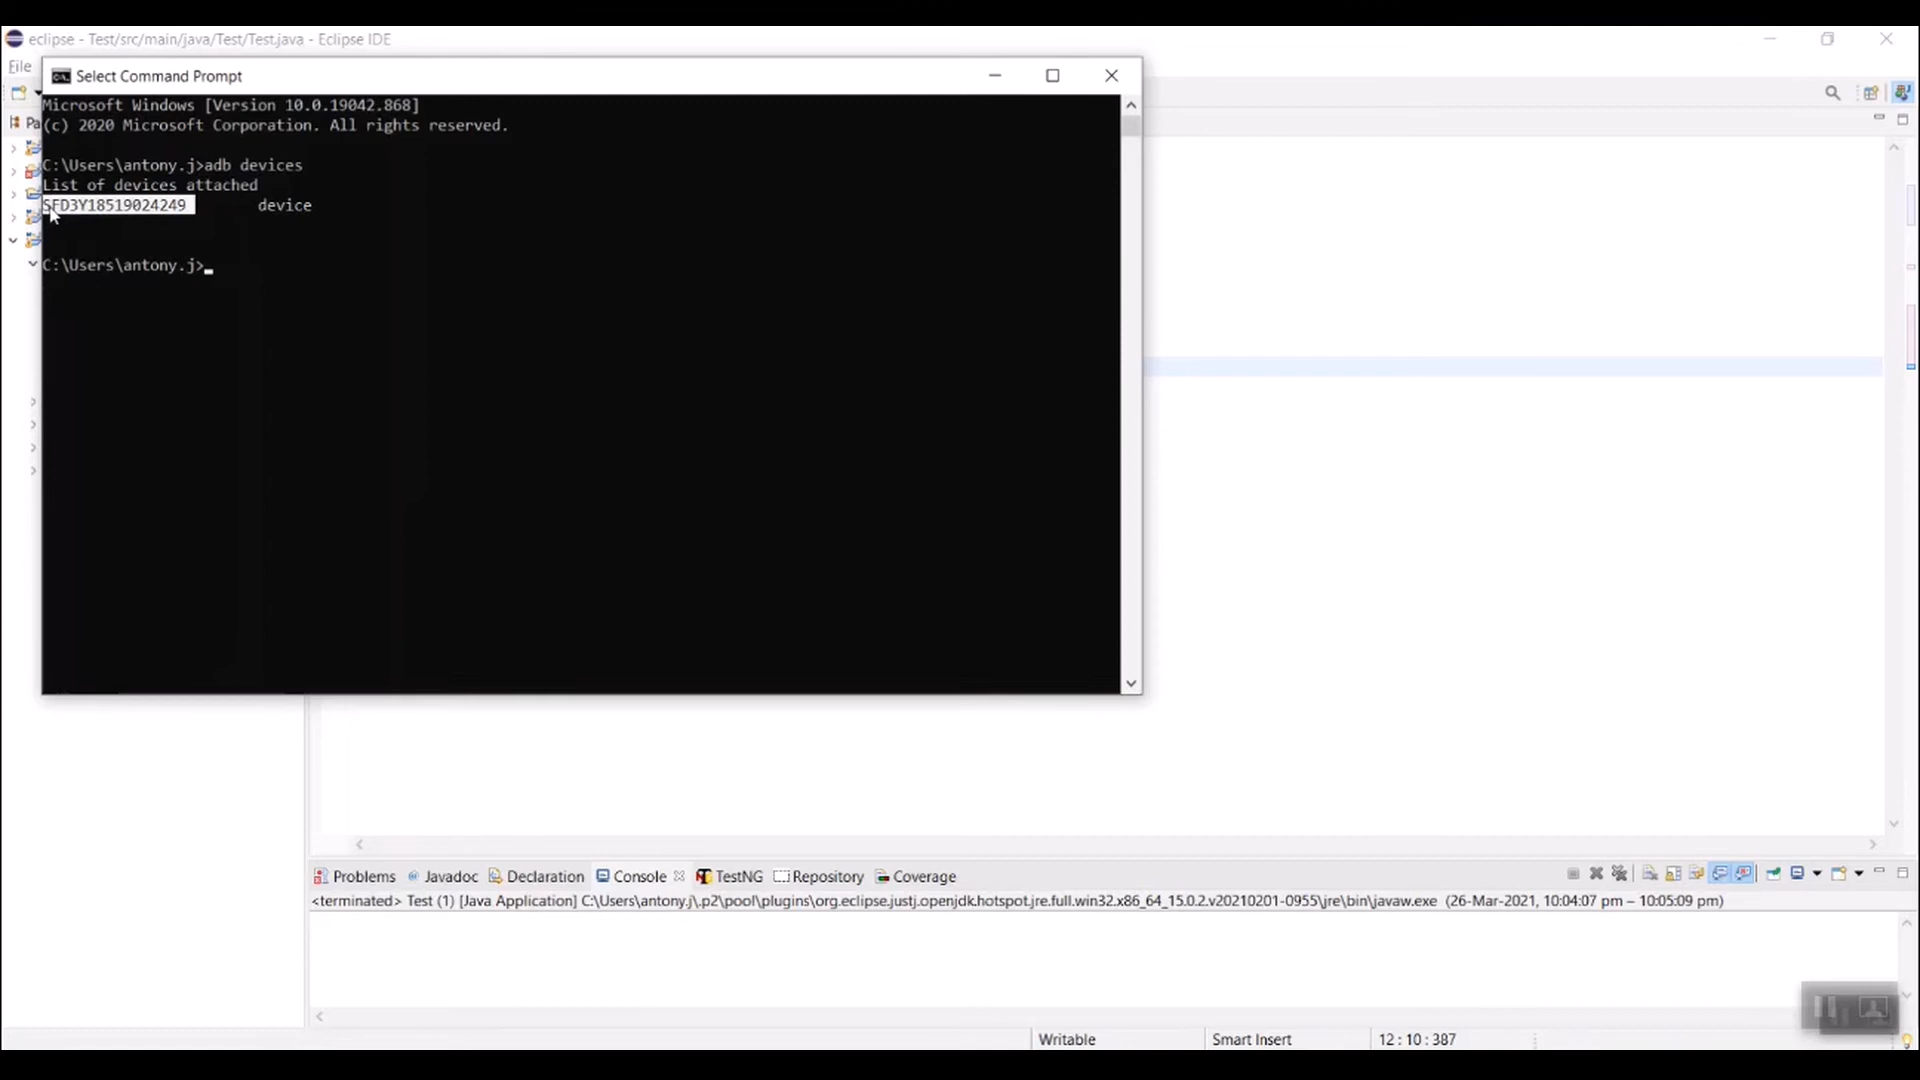 eclipse - Test/src/main/java/Test/Test.java - Eclipse IDE
File
Select Command Prompt
Microsoft Windows [Version 10.0.19042.868]
(c) 2020 Microsoft Corporation. All rights reserved.
Pa
C:\Users\antony.j>adb devices
List of devices attached
SFD3Y18519024249 device
C:\Users\antony.j>
Problems Javadoc Declaration Console TestNG Repository Coverage
<terminated> Test (1) [Java Application] C:\Users\antony.j\.p2\pool\plugins\org.eclipse.justj.openjdk.hotspot.jre.full.win32.x86_64_15.0.2.v20210201-0955\jre\bin\javaw.exe (26-Mar-2021, 10:04:07 pm – 10:05:09 pm)
Writable Smart Insert 12 : 10 : 387